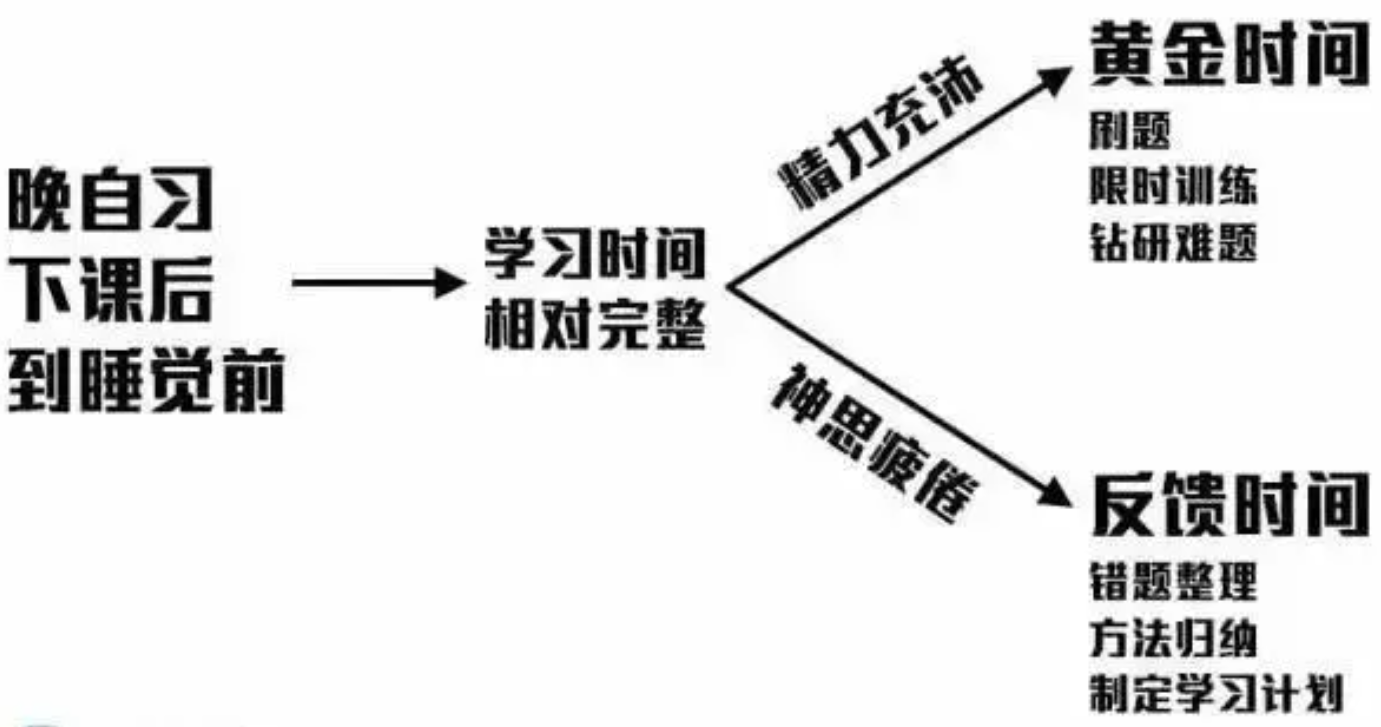 晚自习
下课后
到睡觉前
学习时间
相对完整
精力充沛
黄金时间
刷题
限时训练
钻研难题
神思疲倦
反馈时间
错题整理
方法归纳
制定学习计划